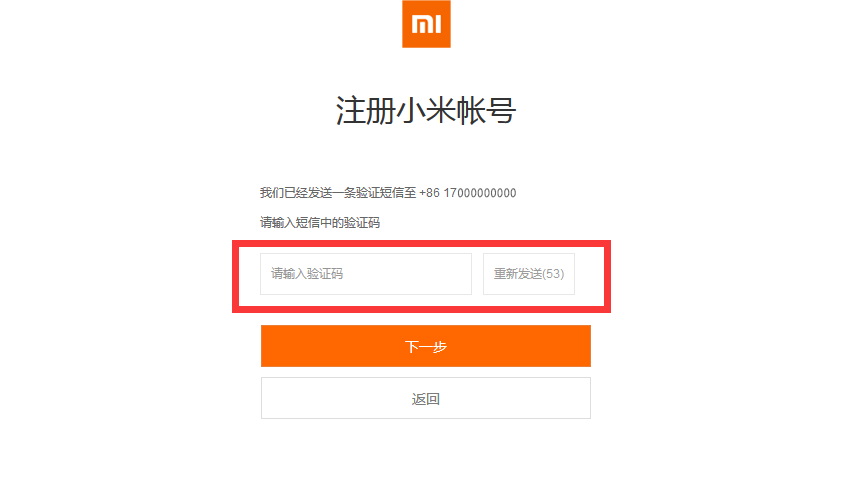 mi
注册小米帐号
我们已经发送一条验证短信至 +86 17000000000
请输入短信中的验证码
请输入验证码 重新发送(53)
下一步
返回